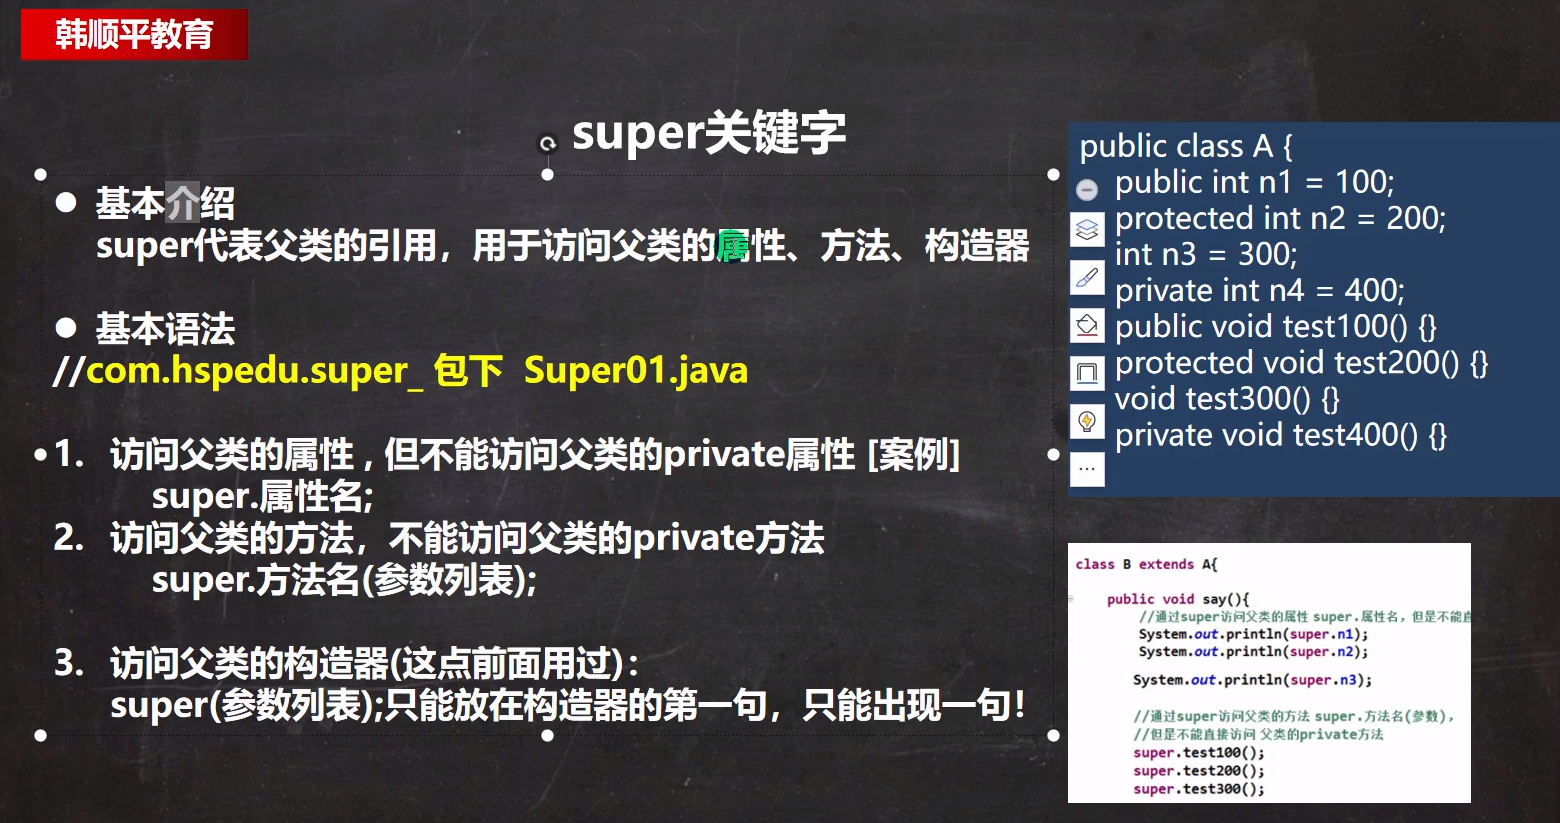 韩顺平教育
super关键字
● 基本介绍
super代表父类的引用，用于访问父类的属性、方法、构造器
● 基本语法
//com.hspedu.super_ 包下 Super01.java
1. 访问父类的属性 , 但不能访问父类的private属性 [案例]
super.属性名;
2. 访问父类的方法，不能访问父类的private方法
super.方法名(参数列表);
3. 访问父类的构造器(这点前面用过)：
super(参数列表);只能放在构造器的第一句，只能出现一句！
public class A {
public int n1 = 100;
protected int n2 = 200;
int n3 = 300;
private int n4 = 400;
public void test100() {}
protected void test200() {}
void test300() {}
private void test400() {}
class B extends A{
public void say(){
//通过super访问父类的属性 super.属性名，但是不能直
System.out.println(super.n1);
System.out.println(super.n2);
System.out.println(super.n3);
//通过super访问父类的方法 super.方法名(参数)，
//但是不能直接访问 父类的private方法
super.test100();
super.test200();
super.test300();